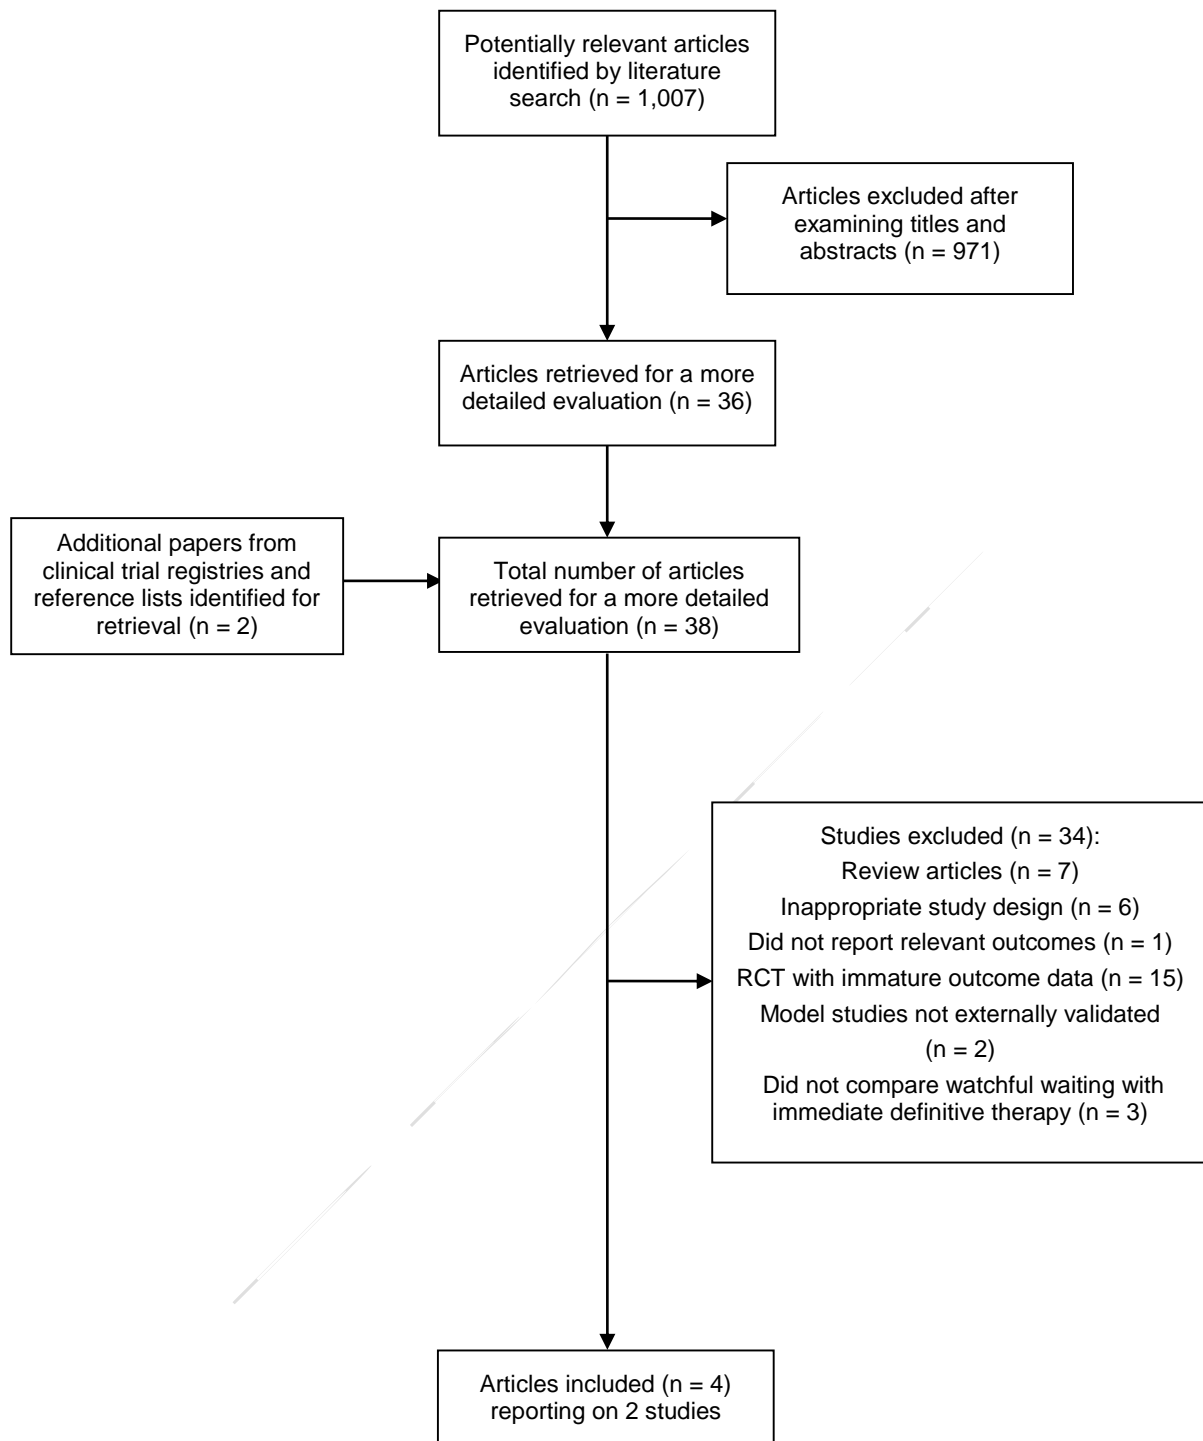 Potentially relevant articles
identified by literature
search (n = 1,007)
Articles excluded after
examining titles and
abstracts (n = 971)
Articles retrieved for a more
detailed evaluation (n = 36)
Additional papers from
clinical trial registries and
reference lists identified for
retrieval (n = 2)
Total number of articles
retrieved for a more detailed
evaluation (n = 38)
Studies excluded (n = 34):
Review articles (n = 7)
Inappropriate study design (n = 6)
Did not report relevant outcomes (n = 1)
RCT with immature outcome data (n = 15)
Model studies not externally validated
(n = 2)
Did not compare watchful waiting with
immediate definitive therapy (n = 3)
Articles included (n = 4)
reporting on 2 studies